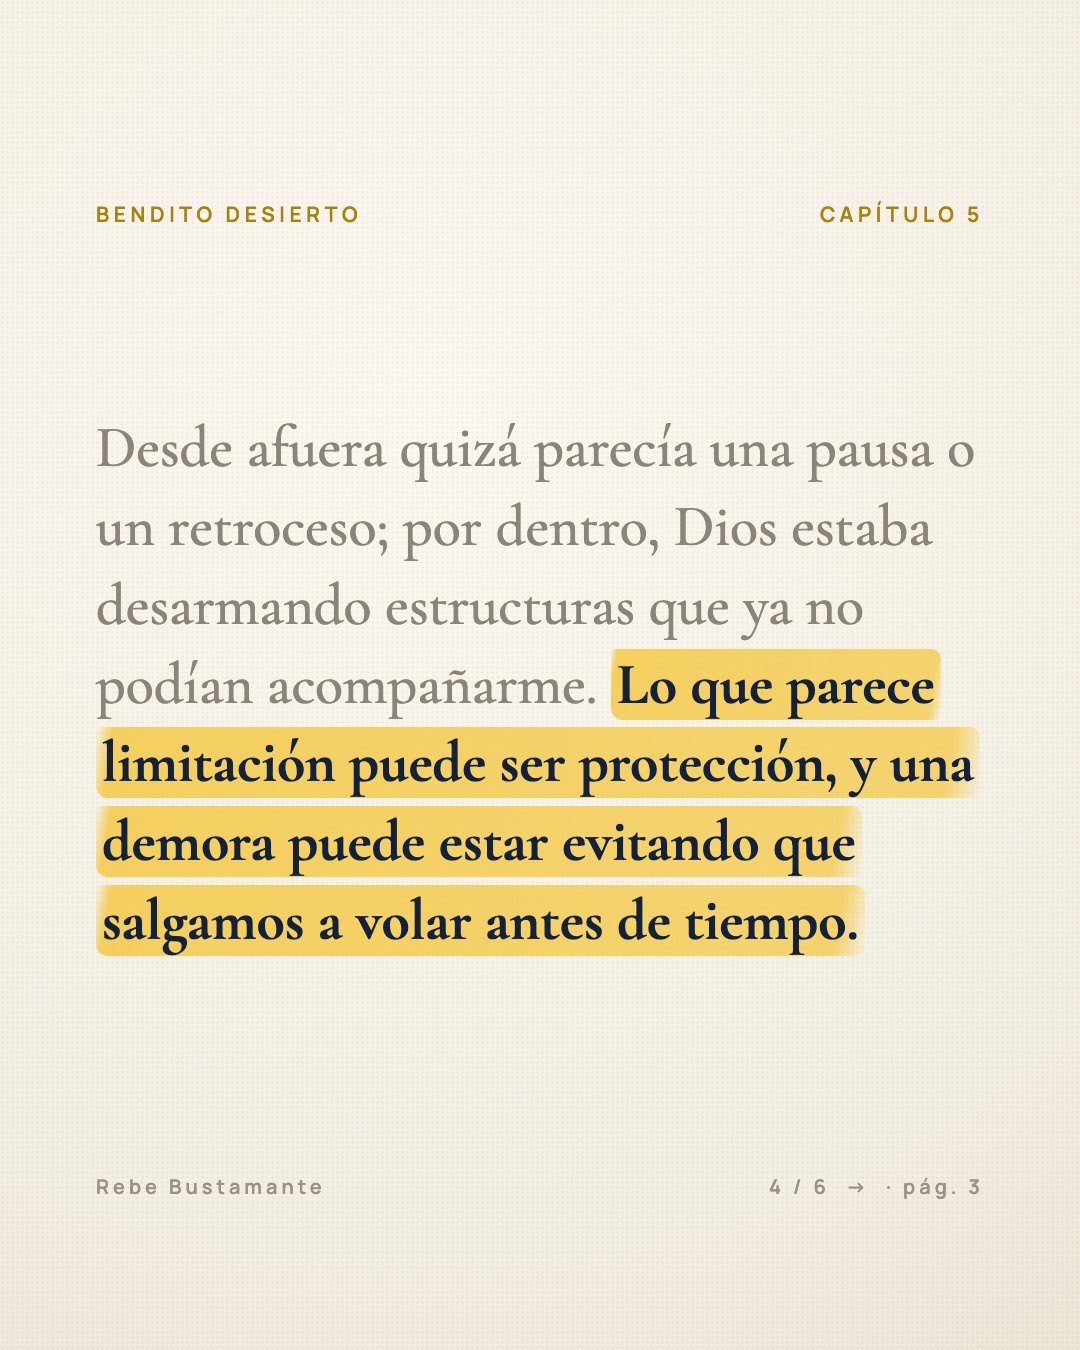 BENDITO DESIERTO
CAPÍTULO 5
Desde afuera quizá parecía una pausa o
un retroceso; por dentro, Dios estaba
desarmando estructuras que ya no
podían acompañarme. Lo que parece
limitación puede ser protección, y una
demora puede estar evitando que
salgamos a volar antes de tiempo.
Rebe Bustamante
4 / 6 → · pág. 3